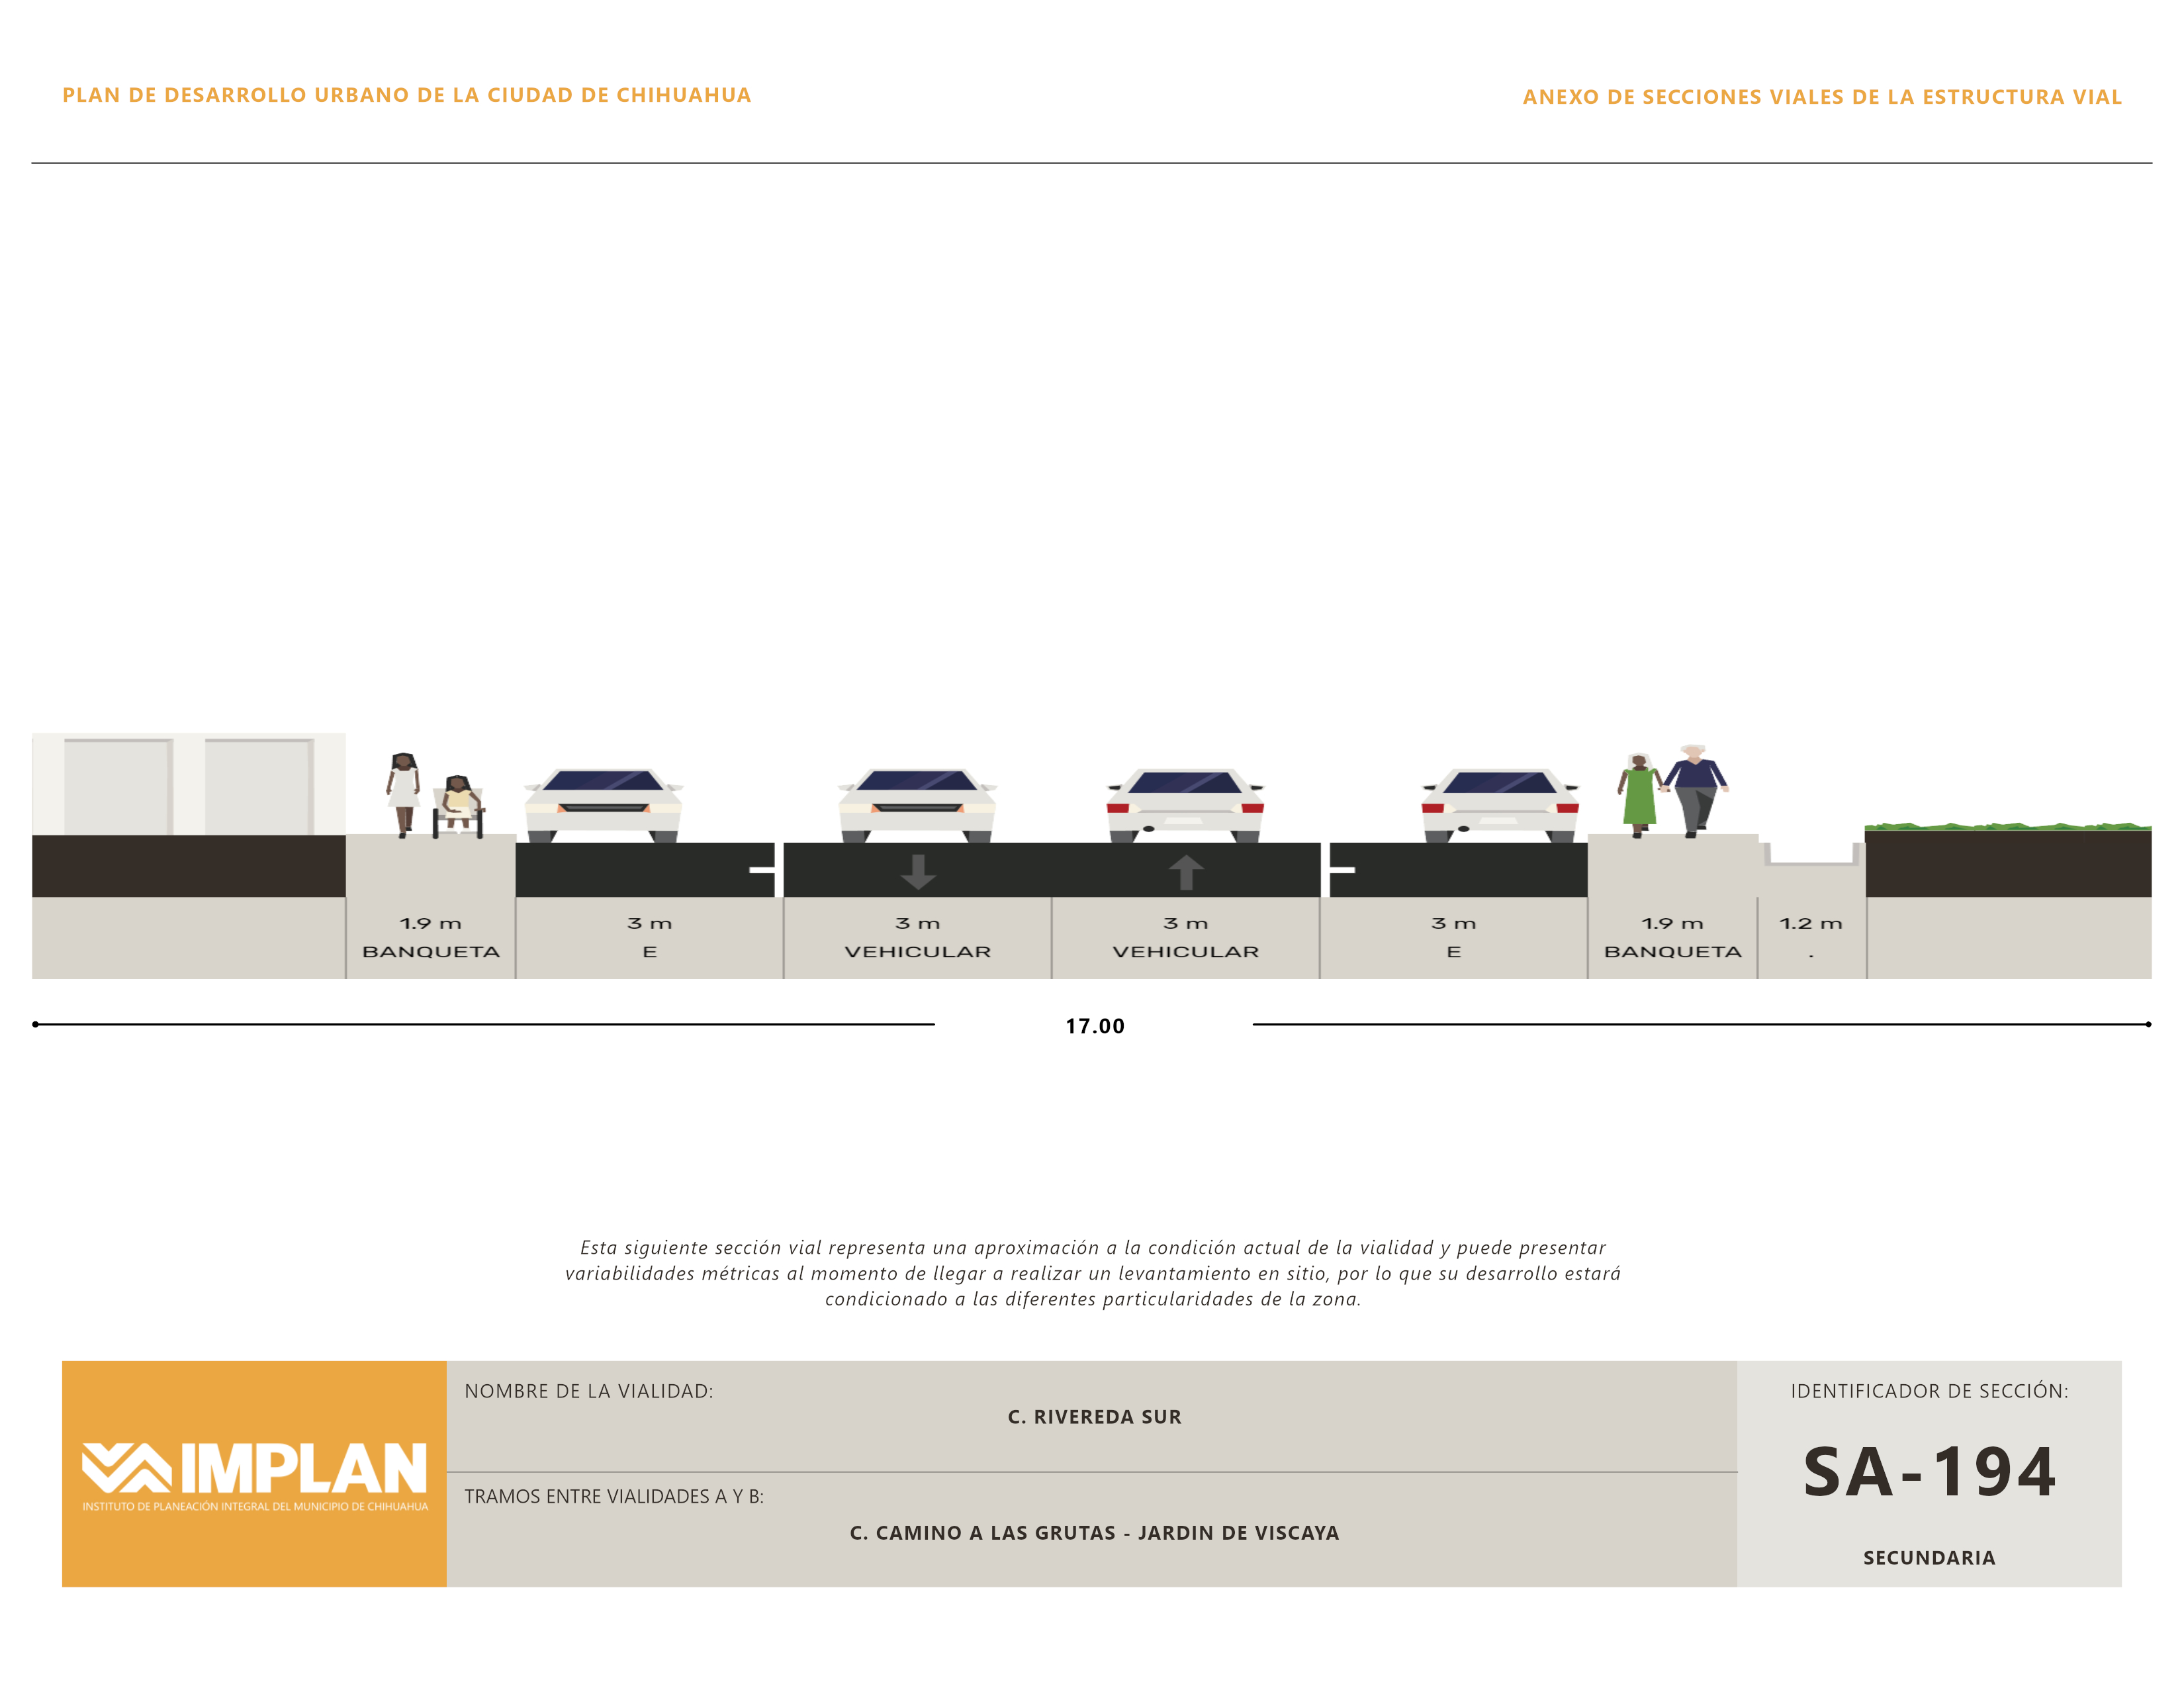 PLAN DE DESARROLLO URBANO DE LA CIUDAD DE CHIHUAHUA
ANEXO DE SECCIONES VIALES DE LA ESTRUCTURA VIAL
1.9 m 3 m 3 m 3 m 3 m 1.9 m 1.2 m
BANQUETA E VEHICULAR VEHICULAR E BANQUETA .
17.00
Esta siguiente sección vial representa una aproximación a la condición actual de la vialidad y puede presentar
variabilidades métricas al momento de llegar a realizar un levantamiento en sitio, por lo que su desarrollo estará
condicionado a las diferentes particularidades de la zona.
IMPLAN
INSTITUTO DE PLANEACIÓN INTEGRAL DEL MUNICIPIO DE CHIHUAHUA
NOMBRE DE LA VIALIDAD:
C. RIVEREDA SUR
TRAMOS ENTRE VIALIDADES A Y B:
C. CAMINO A LAS GRUTAS - JARDIN DE VISCAYA
IDENTIFICADOR DE SECCIÓN:
SA-194
SECUNDARIA